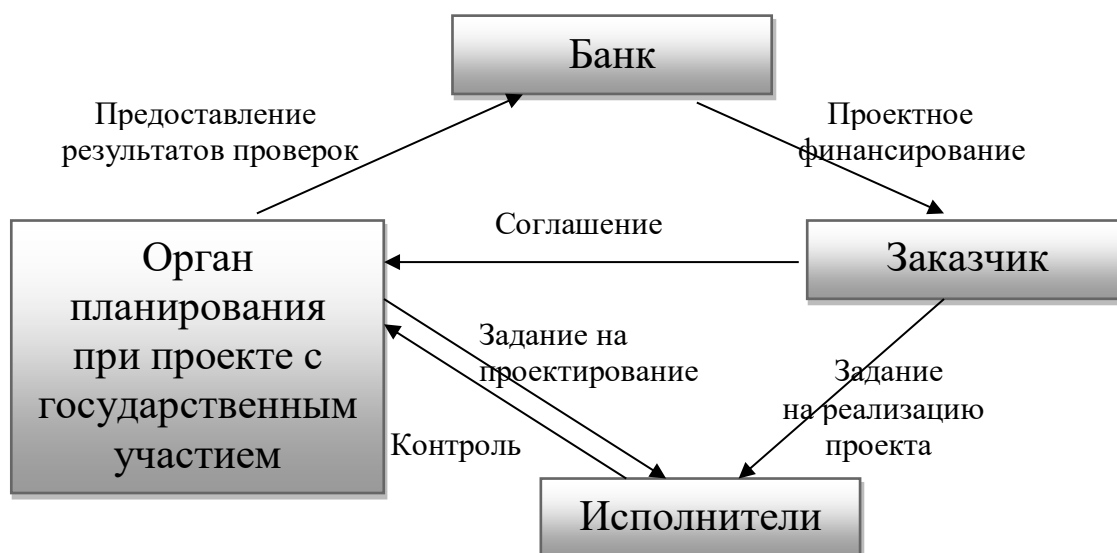 Банк
Предоставление
результатов проверок
Проектное
финансирование
Соглашение
Орган
планирования
при проекте с
государственным
участием
Заказчик
Задание на
проектирование
Задание
на реализацию
проекта
Контроль
Исполнители